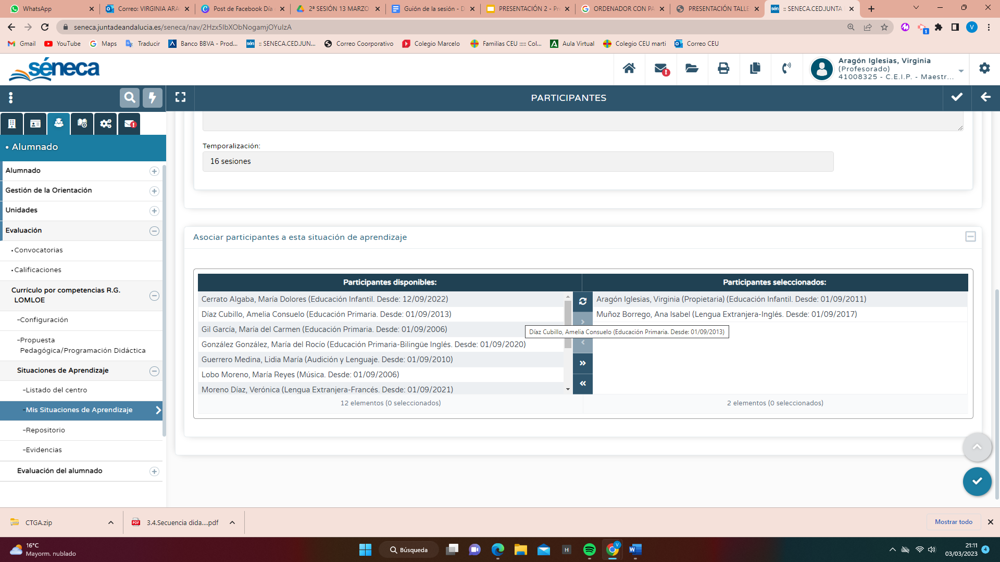 WhatsApp
Correo: VIRGINIA ARA
Post de Facebook Día
2ª SESIÓN 13 MARZO
Guión de la sesión - D
PRESENTACIÓN 2 - Pr
ORDENADOR CON PA
PRESENTACIÓN TALLE
:: SENECA.CED.JUNTA
seneca.juntadeandalucia.es/seneca/nav/2Hzx5IbXObNogamjOYuIzA
V
1
Gmail
YouTube
Maps
Traducir
Banco BBVA - Prod...
:: SENECA.CED.JUN...
Correo Coorporativo
Colegio Marcelo
Familias CEU ::::: Col...
Aula Virtual
Colegio CEU marti
Correo CEU
séneca
Aragón Iglesias, Virginia
(Profesorado)
41008325 - C.E.I.P. - Maestr...
PARTICIPANTES
• Alumnado
Alumnado
Gestión de la Orientación
Unidades
Evaluación
• Convocatorias
• Calificaciones
Currículo por competencias R.G.
LOMLOE
-Configuración
-Propuesta
Pedagógica/Programación Didáctica
Situaciones de Aprendizaje
-Listado del centro
-Mis Situaciones de Aprendizaje
-Repositorio
-Evidencias
Evaluación del alumnado
Temporalización:
16 sesiones
Asociar participantes a esta situación de aprendizaje
Participantes disponibles:
Participantes seleccionados:
Cerrato Algaba, María Dolores (Educación Infantil. Desde: 12/09/2022)
Díaz Cubillo, Amelia Consuelo (Educación Primaria. Desde: 01/09/2013)
Gil García, María del Carmen (Educación Primaria. Desde: 01/09/2006)
González González, María del Rocío (Educación Primaria-Bilingüe Inglés. Desde: 01/09/2020)
Guerrero Medina, Lidia María (Audición y Lenguaje. Desde: 01/09/2010)
Lobo Moreno, María Reyes (Música. Desde: 01/09/2006)
Moreno Díaz, Verónica (Lengua Extranjera-Francés. Desde: 01/09/2021)
Aragón Iglesias, Virginia (Propietaria) (Educación Infantil. Desde: 01/09/2011)
Muñoz Borrego, Ana Isabel (Lengua Extranjera-Inglés. Desde: 01/09/2017)
Díaz Cubillo, Amelia Consuelo (Educación Primaria. Desde: 01/09/2013)
12 elementos (0 seleccionados)
2 elementos (0 seleccionados)
CTGA.zip
3.4.Secuencia dida....pdf
Mostrar todo
16°C
Mayorm. nublado
Búsqueda
21:11
03/03/2023
4